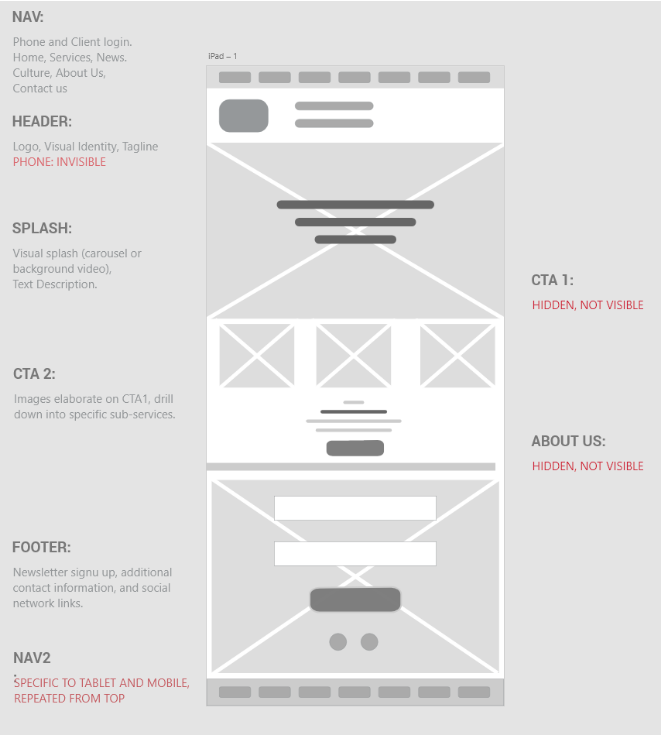 NAV:
Phone and Client login.
Home, Services, News.
Culture, About Us,
Contact us
HEADER:
Logo, Visual Identity, Tagline
PHONE: INVISIBLE
SPLASH:
Visual splash (carousel or
background video),
Text Description.
CTA 2:
Images elaborate on CTA1, drill
down into specific sub-services.
FOOTER:
Newsletter signu up, additional
contact information, and social
network links.
NAV2
:
SPECIFIC TO TABLET AND MOBILE,
REPEATED FROM TOP
iPad – 1
CTA 1:
HIDDEN, NOT VISIBLE
ABOUT US:
HIDDEN, NOT VISIBLE